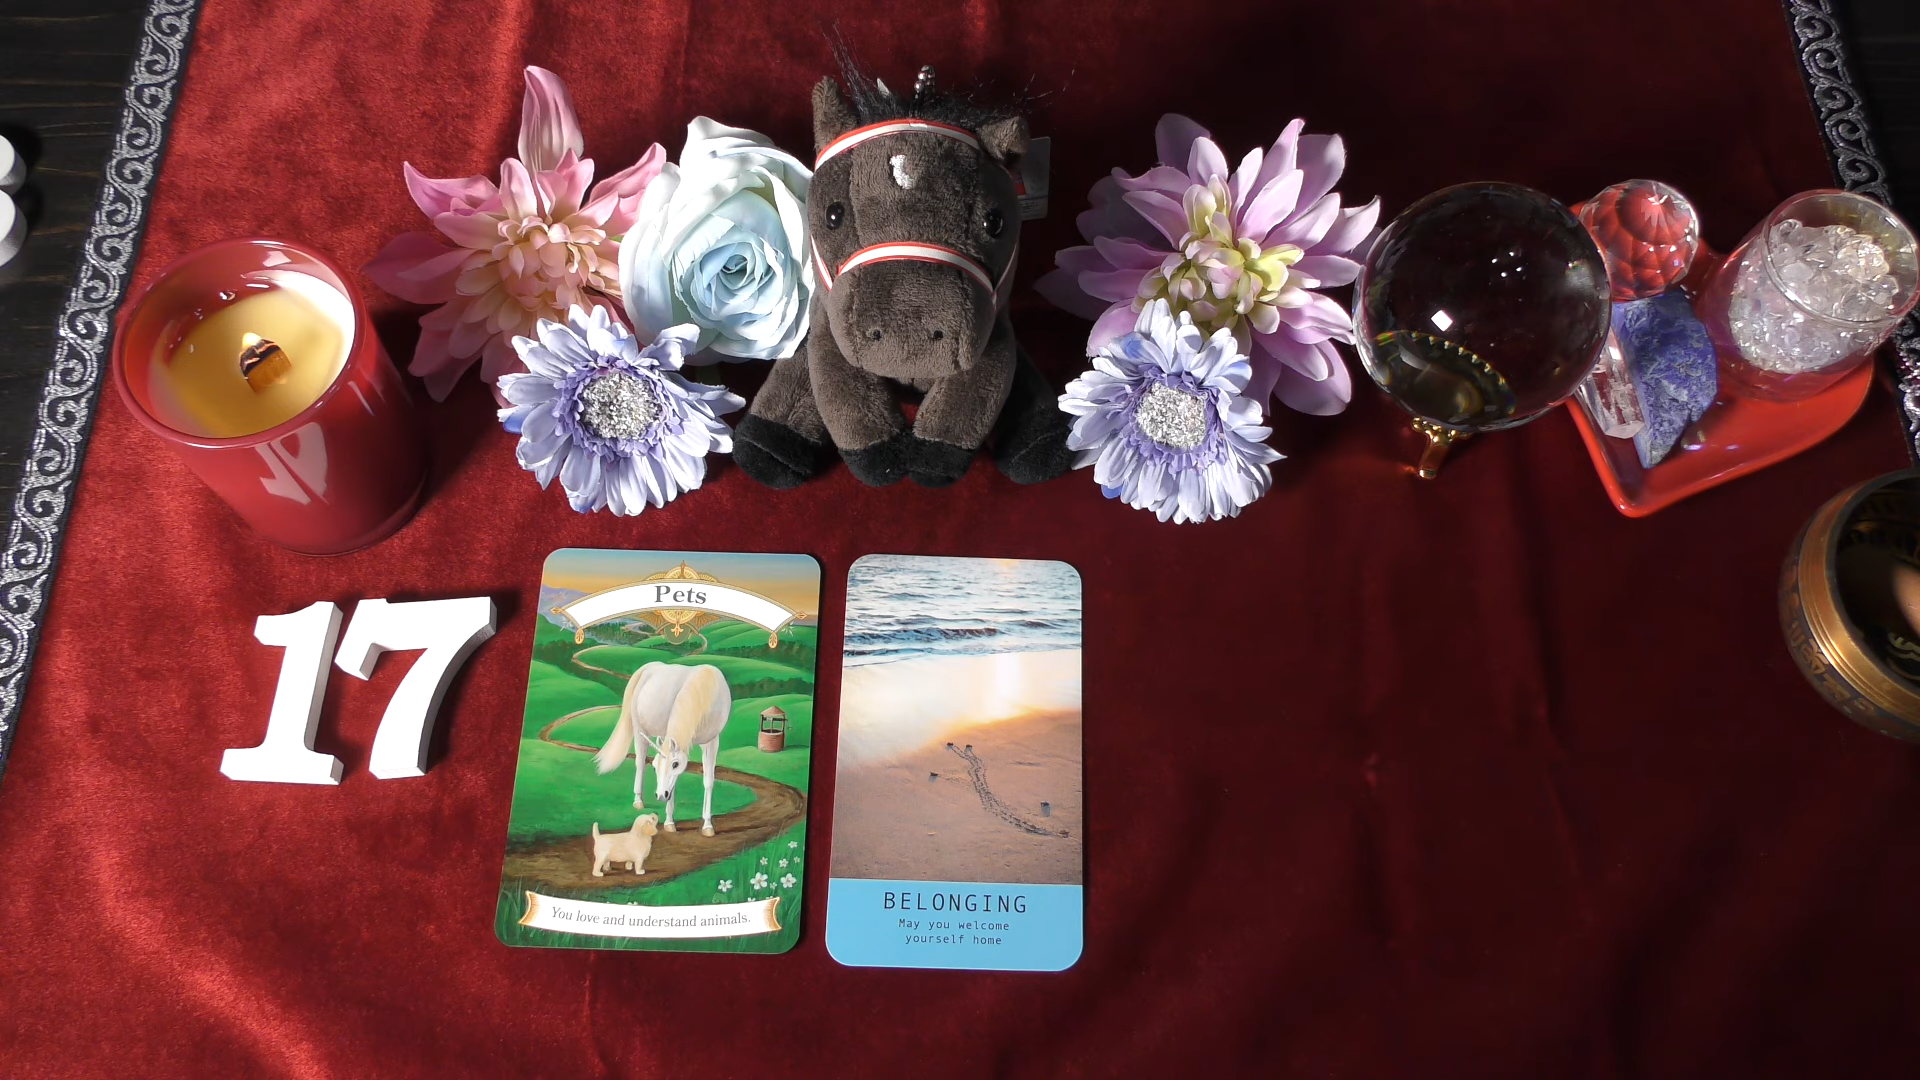 17
Pets
You love and understand animals.
BELONGING
May you welcome
yourself home